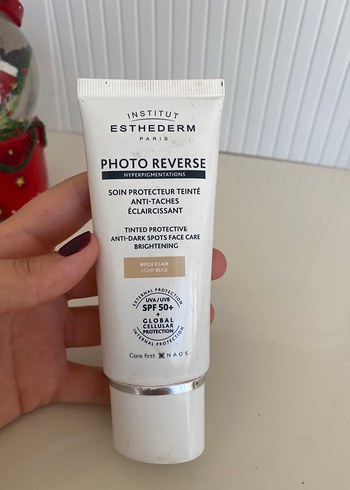 INSTITUT
ESTHEDERM
PARIS
PHOTO REVERSE
HYPERPIGMENTATIONS
SOIN PROTECTEUR TEINTÉ
ANTI-TACHES
ÉCLAIRCISSANT
TINTED PROTECTIVE
ANTI-DARK SPOTS FACE CARE
BRIGHTENING
BEIGE CLAIR
LIGHT BEIGE
EXTERNAL PROTECTION
UVA/UVB
SPF 50+
+
GLOBAL
CELLULAR
PROTECTION
INTERNAL PROTECTION
Care first. NAOS